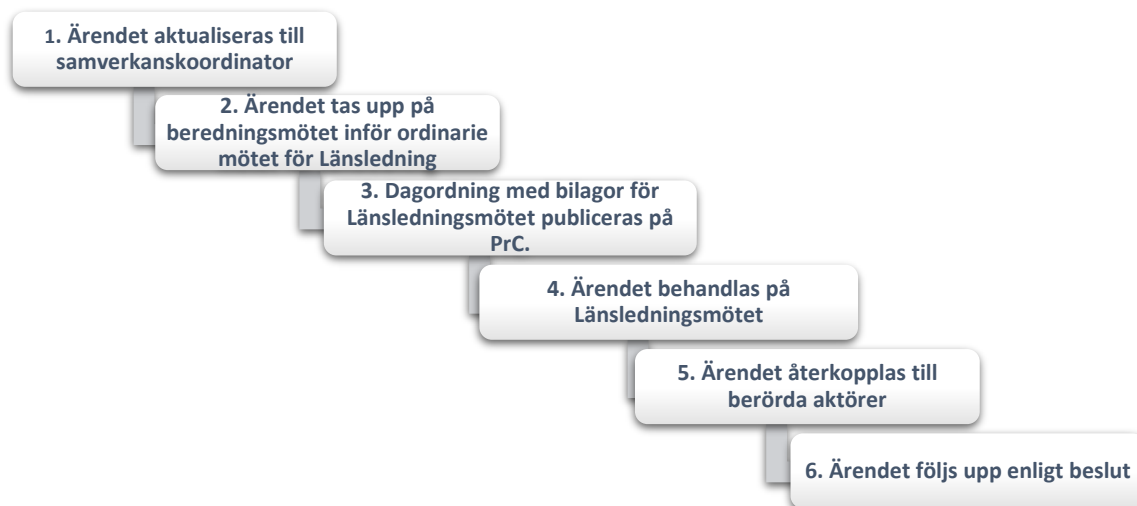 1. Ärendet aktualiseras till
samverkanskoordinator
2. Ärendet tas upp på
beredningsmötet inför ordinarie
mötet för Länsledning
3. Dagordning med bilagor för
Länsledningsmötet publiceras på
PrC.
4. Ärendet behandlas på
Länsledningsmötet
5. Ärendet återkopplas till
berörda aktörer
6. Ärendet följs upp enligt beslut